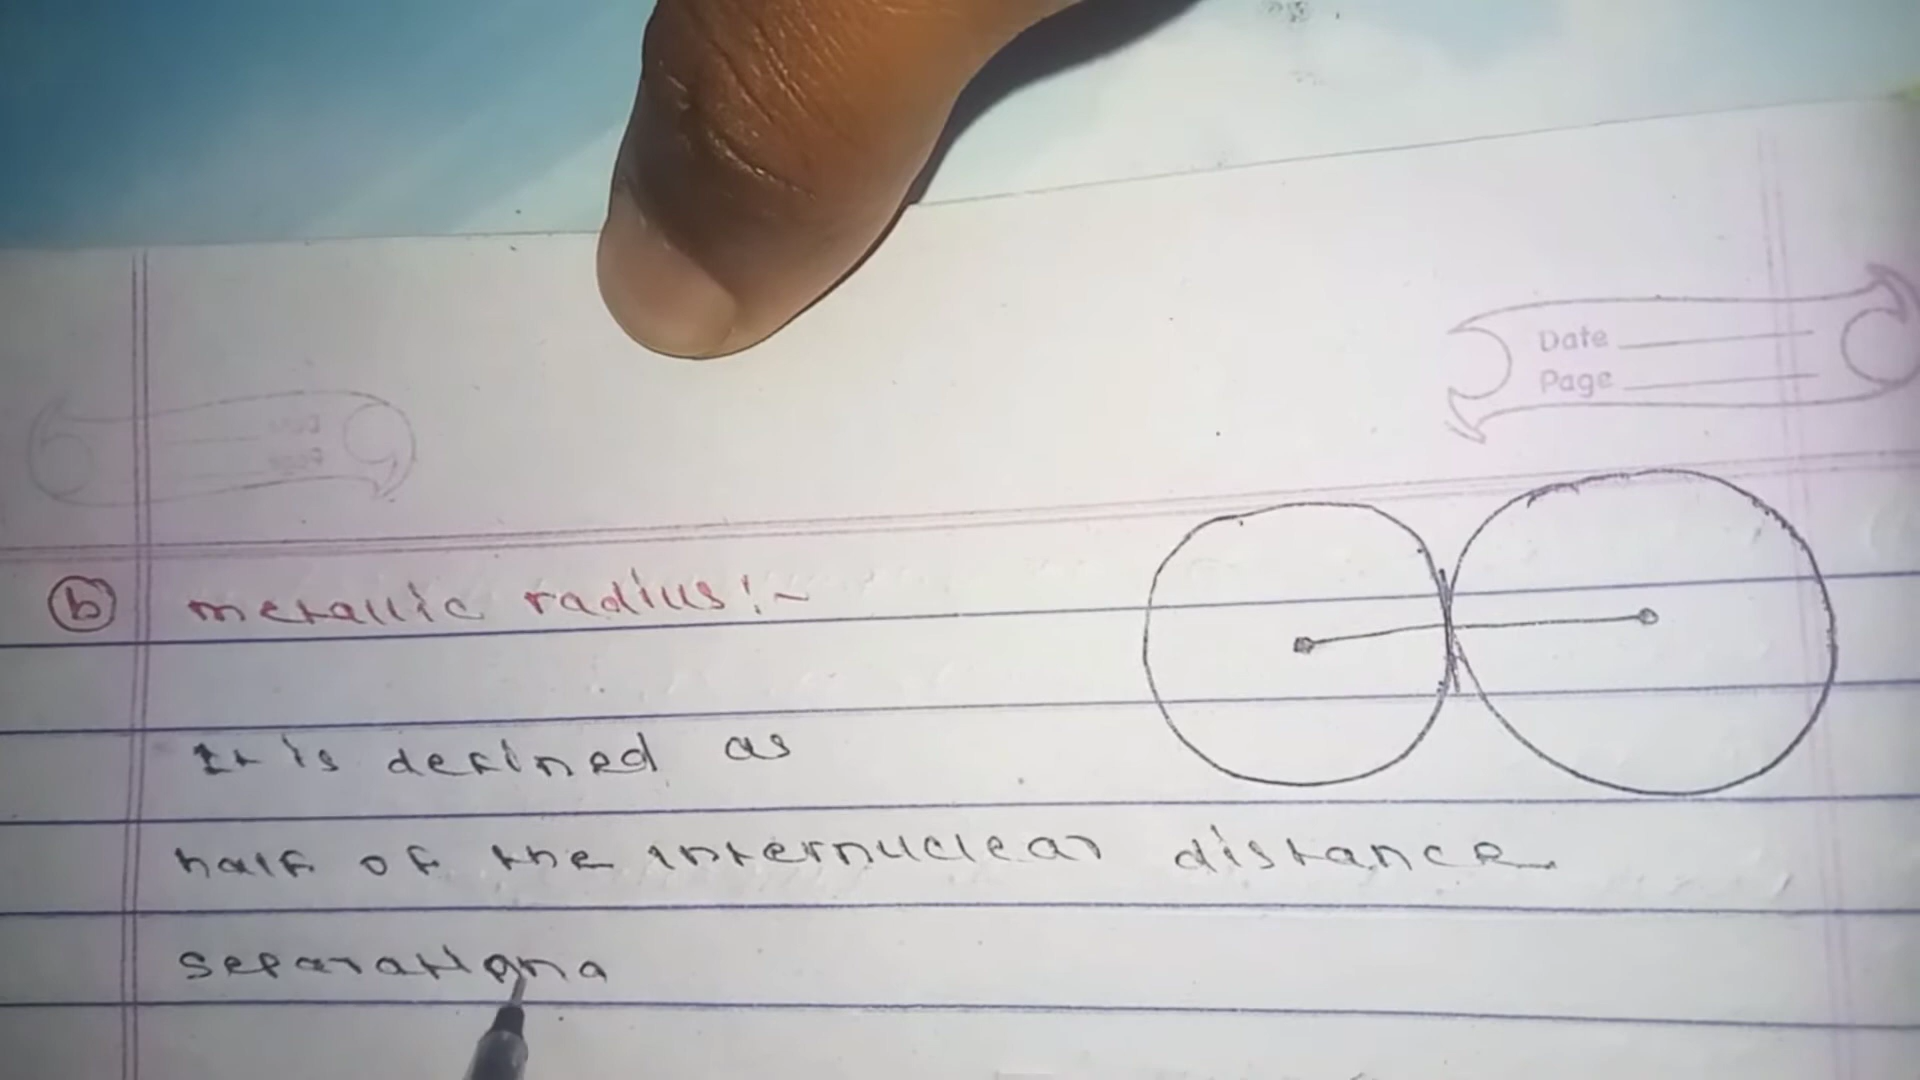 Date
Page
(b) metallic radius:-
It is defined as
half of the internuclear distance
separationa